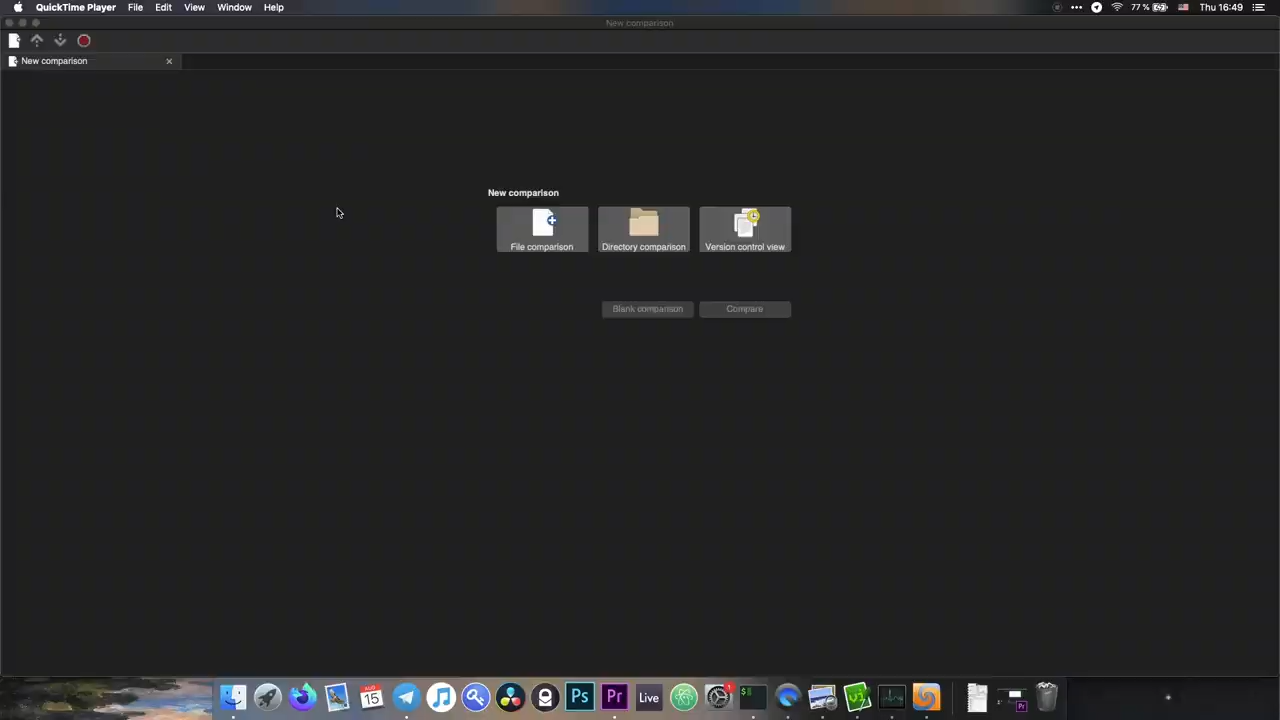 QuickTime Player File Edit View Window Help 77 % Thu 16:49
New comparison
New comparison
New comparison
File comparison Directory comparison Version control view
Blank comparison Compare
15 Ps Pr Live $ 1